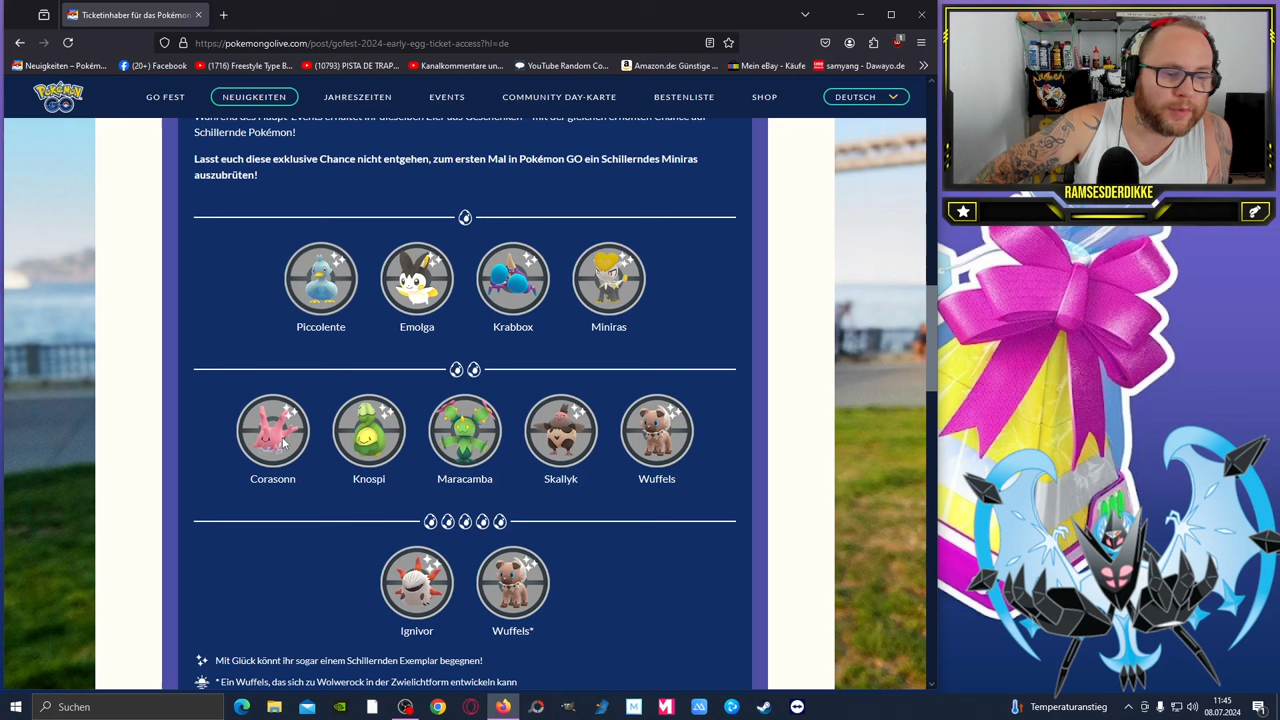 Ticketinhaber für das Pokémon
https://pokemongolive.com/post/gofest-2024-early-egg-ticket-access?hl=de
Neuigkeiten – Pokém...
(20+) Facebook
(1716) Freestyle Type B...
(10793) PISTA DE TRAP...
Kanalkommentare un...
YouTube Random Co...
Amazon.de: Günstige ...
Mein eBay - Käufe
samyang - Dawayo.de
POKÉMON GO
GO FEST
NEUIGKEITEN
JAHRESZEITEN
EVENTS
COMMUNITY DAY-KARTE
BESTENLISTE
SHOP
DEUTSCH
Schillernde Pokémon!
Lasst euch diese exklusive Chance nicht entgehen, zum ersten Mal in Pokémon GO ein Schillerndes Miniras
auszubrüten!
Piccolente
Emolga
Krabbox
Miniras
Corasonn
Knospi
Maracamba
Skallyk
Wuffels
Ignivor
Wuffels*
Mit Glück könnt ihr sogar einem Schillernden Exemplar begegnen!
* Ein Wuffels, das sich zu Wolwerock in der Zwielichtform entwickeln kann
RAMSESDERDIKKE
Suchen
Temperaturanstieg
11:45
08.07.2024